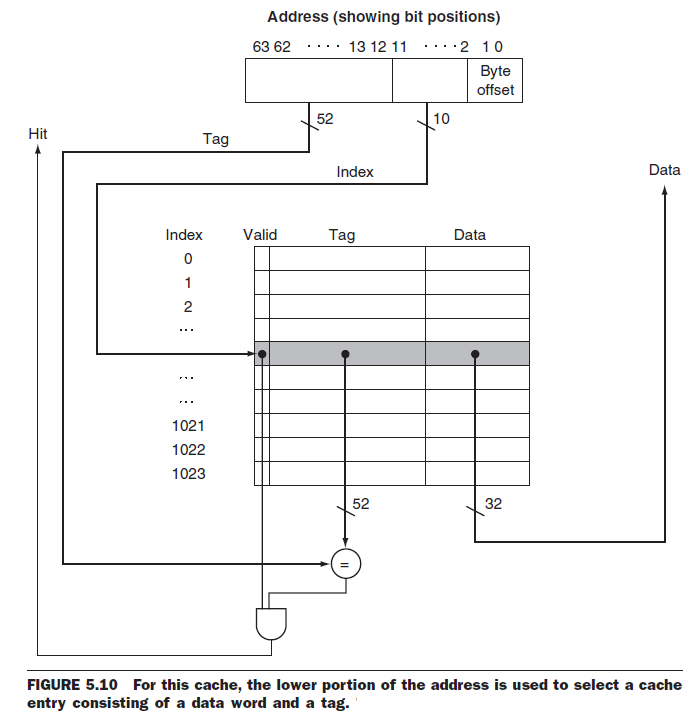 Address (showing bit positions)
63 62 · · · · 13 12 11 · · · · 2 1 0
Byte
offset
52
10
Hit
Tag
Index
Data
Index Valid Tag Data
0
1
2
...
...
...
1021
1022
1023
52
32
=
FIGURE 5.10 For this cache, the lower portion of the address is used to select a cache
entry consisting of a data word and a tag.